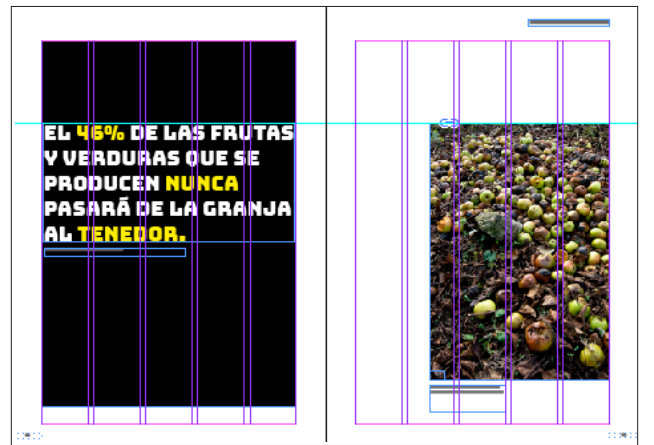 EL 46% DE LAS FRUTAS
Y VERDURAS QUE SE
PRODUCEN NUNCA
PASARÁ DE LA GRANJA
AL TENEDOR.